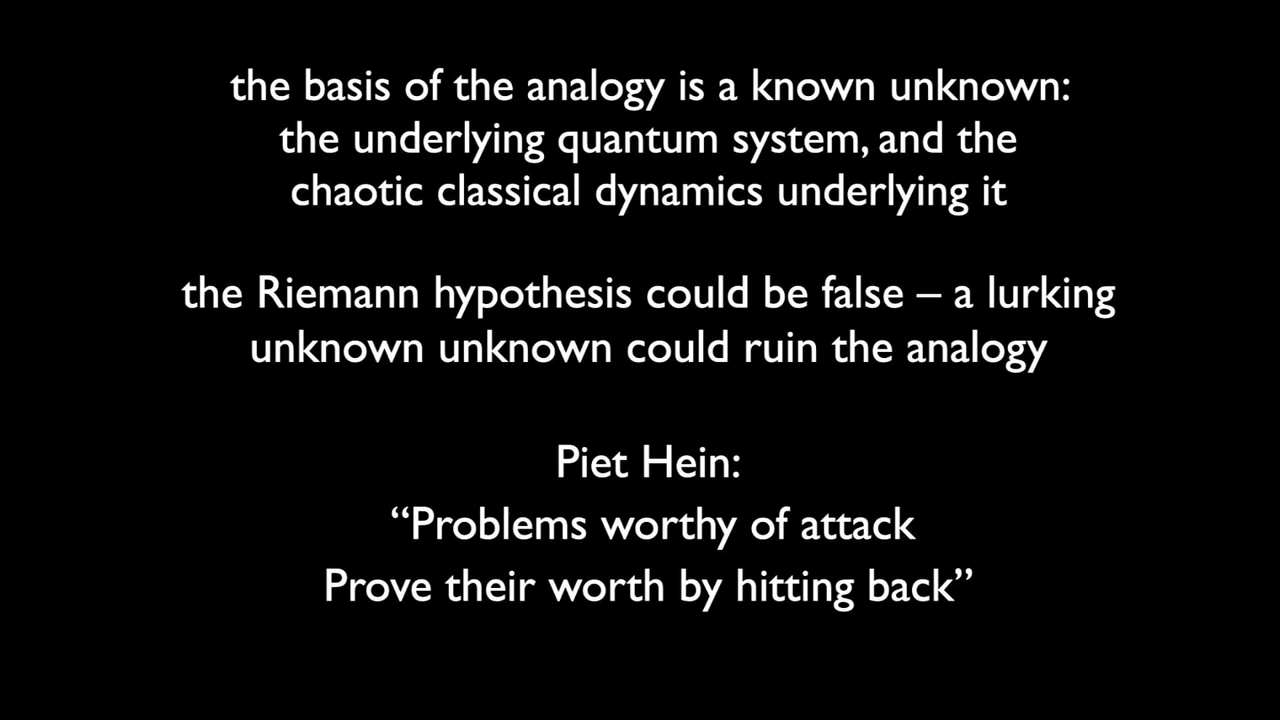 the basis of the analogy is a known unknown:
the underlying quantum system, and the
chaotic classical dynamics underlying it
the Riemann hypothesis could be false – a lurking
unknown unknown could ruin the analogy
Piet Hein:
“Problems worthy of attack
Prove their worth by hitting back”